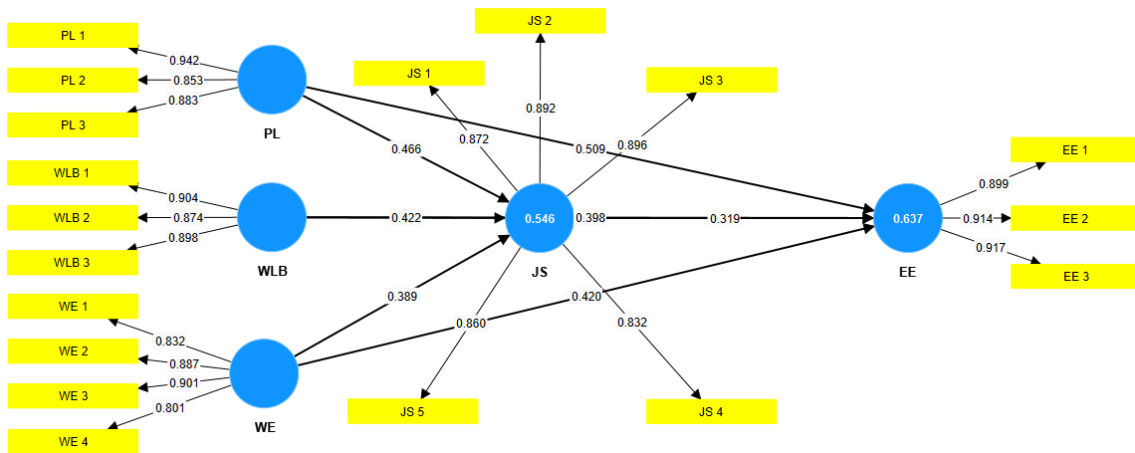 PL 1
PL 2
PL 3
0.942
0.853
0.883
PL
WLB 1
WLB 2
WLB 3
0.904
0.874
0.898
WLB
WE 1
WE 2
WE 3
WE 4
0.832
0.887
0.901
0.801
WE
0.466
0.422
0.389
0.509
0.398
0.319
0.420
JS 1
JS 2
JS 3
JS 4
JS 5
0.872
0.892
0.896
0.832
0.860
0.546
JS
0.637
EE
0.899
0.914
0.917
EE 1
EE 2
EE 3